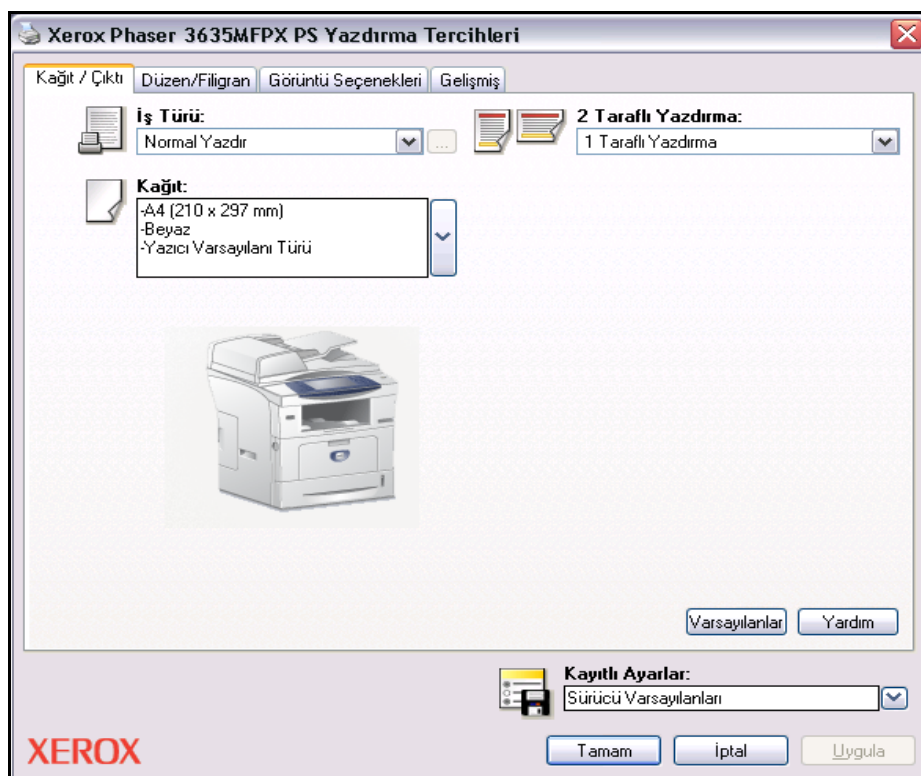 Xerox Phaser 3635MFPX PS Yazdırma Tercihleri
Kağıt / Çıktı Düzen/Filigran Görüntü Seçenekleri Gelişmiş
İş Türü:
Normal Yazdır
...
2 Taraflı Yazdırma:
1 Taraflı Yazdırma
Kağıt:
-A4 (210 x 297 mm)
-Beyaz
-Yazıcı Varsayılanı Türü
Varsayılanlar Yardım
Kayıtlı Ayarlar:
Sürücü Varsayılanları
XEROX
Tamam İptal Uygula